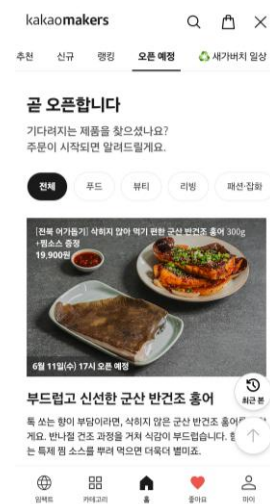 kakaomakers
추천 신규 랭킹 오픈 예정 새가버치 일상
곧 오픈합니다
기다려지는 제품을 찾으셨나요?
주문이 시작되면 알려드릴게요.
전체 푸드 뷰티 리빙 패션·잡화
[전북 어가돕기] 삭히지 않아 먹기 편한 군산 반건조 홍어 300g
+찜소스 증정
19,900원
6월 11일(수) 17시 오픈 예정
최근 본
부드럽고 신선한 군산 반건조 홍어
톡 쏘는 향이 부담이라면, 삭히지 않은 군산 반건조 홍어를
게요. 반나절 건조 과정을 거쳐 식감이 부드럽습니다.
는 특제 찜 소스를 뿌려 먹으면 더욱더 별미죠.
임팩트 카테고리 홈 좋아요 마이